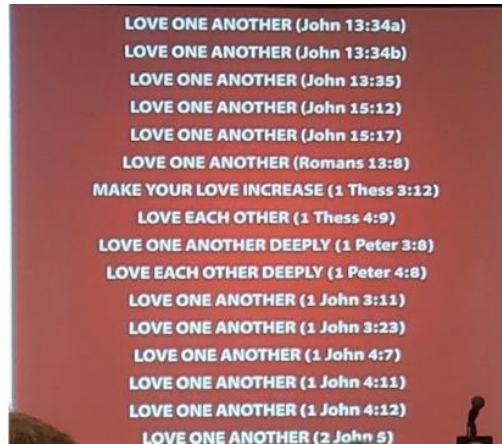 LOVE ONE ANOTHER (John 13:34a)
LOVE ONE ANOTHER (John 13:34b)
LOVE ONE ANOTHER (John 13:35)
LOVE ONE ANOTHER (John 15:12)
LOVE ONE ANOTHER (John 15:17)
LOVE ONE ANOTHER (Romans 13:8)
MAKE YOUR LOVE INCREASE (1 Thess 3:12)
LOVE EACH OTHER (1 Thess 4:9)
LOVE ONE ANOTHER DEEPLY (1 Peter 3:8)
LOVE EACH OTHER DEEPLY (1 Peter 4:8)
LOVE ONE ANOTHER (1 John 3:11)
LOVE ONE ANOTHER (1 John 3:23)
LOVE ONE ANOTHER (1 John 4:7)
LOVE ONE ANOTHER (1 John 4:11)
LOVE ONE ANOTHER (1 John 4:12)
LOVE ONE ANOTHER (2 John 5)